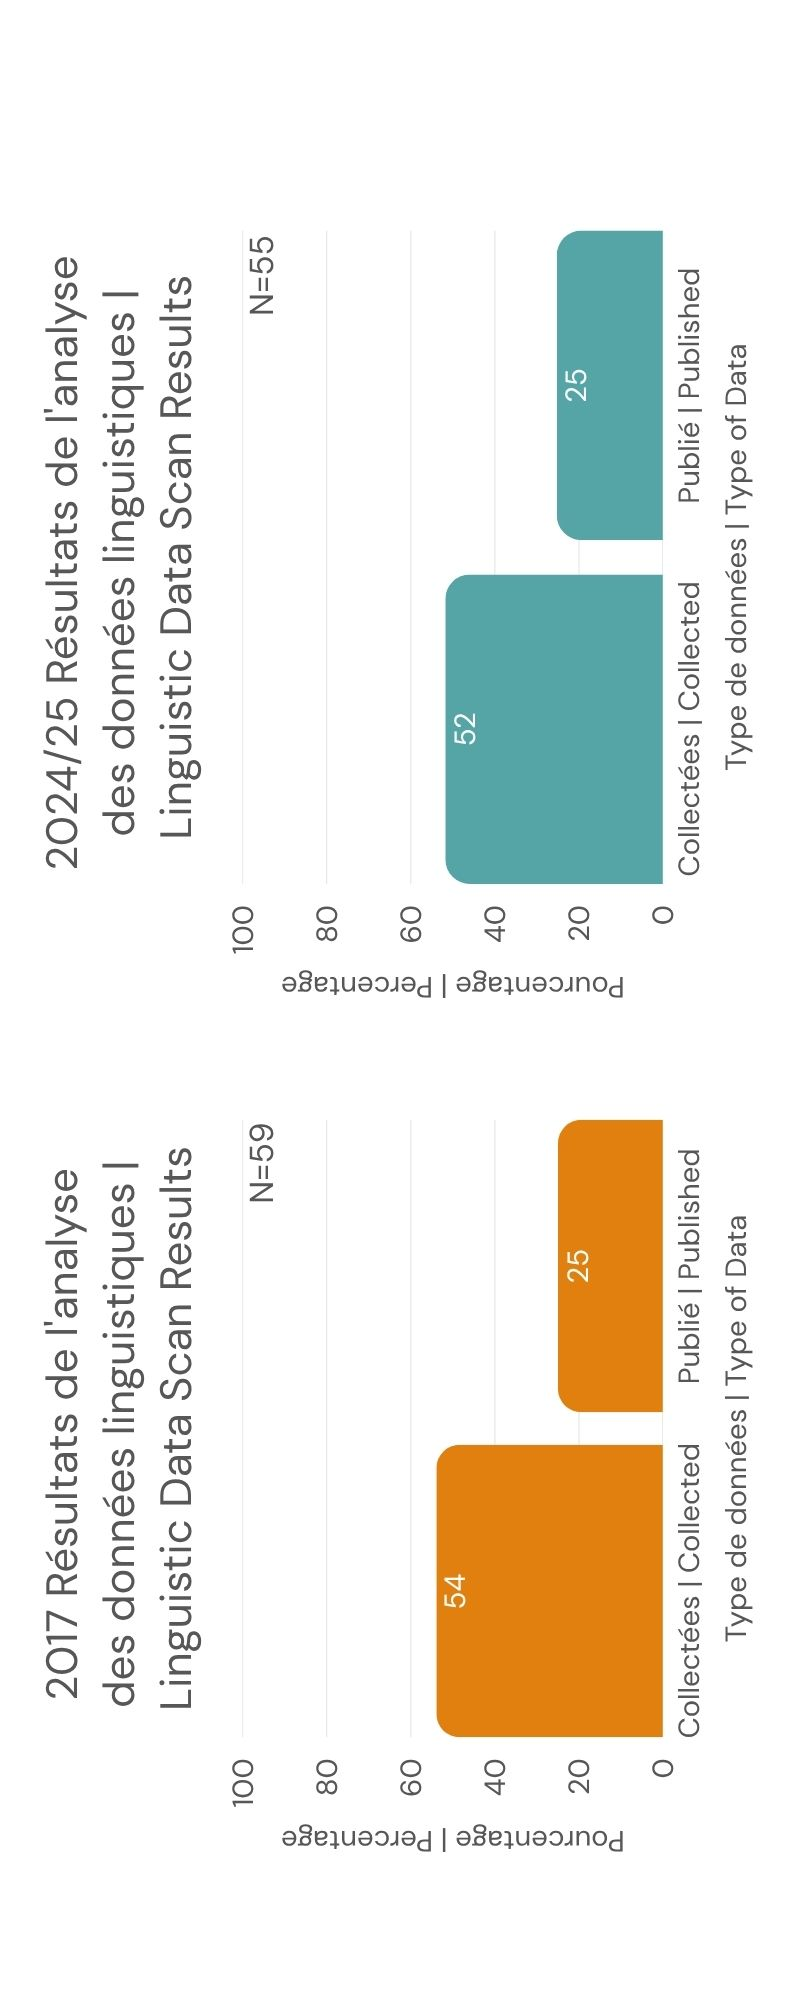 2017 Résultats de l'analyse
des données linguistiques |
Linguistic Data Scan Results
N=59
Pourcentage | Percentage
100
80
60
40
20
0
54
25
Collectées | Collected
Publié | Published
Type de données | Type of Data
2024/25 Résultats de l'analyse
des données linguistiques |
Linguistic Data Scan Results
N=55
Pourcentage | Percentage
100
80
60
40
20
0
52
25
Collectées | Collected
Publié | Published
Type de données | Type of Data